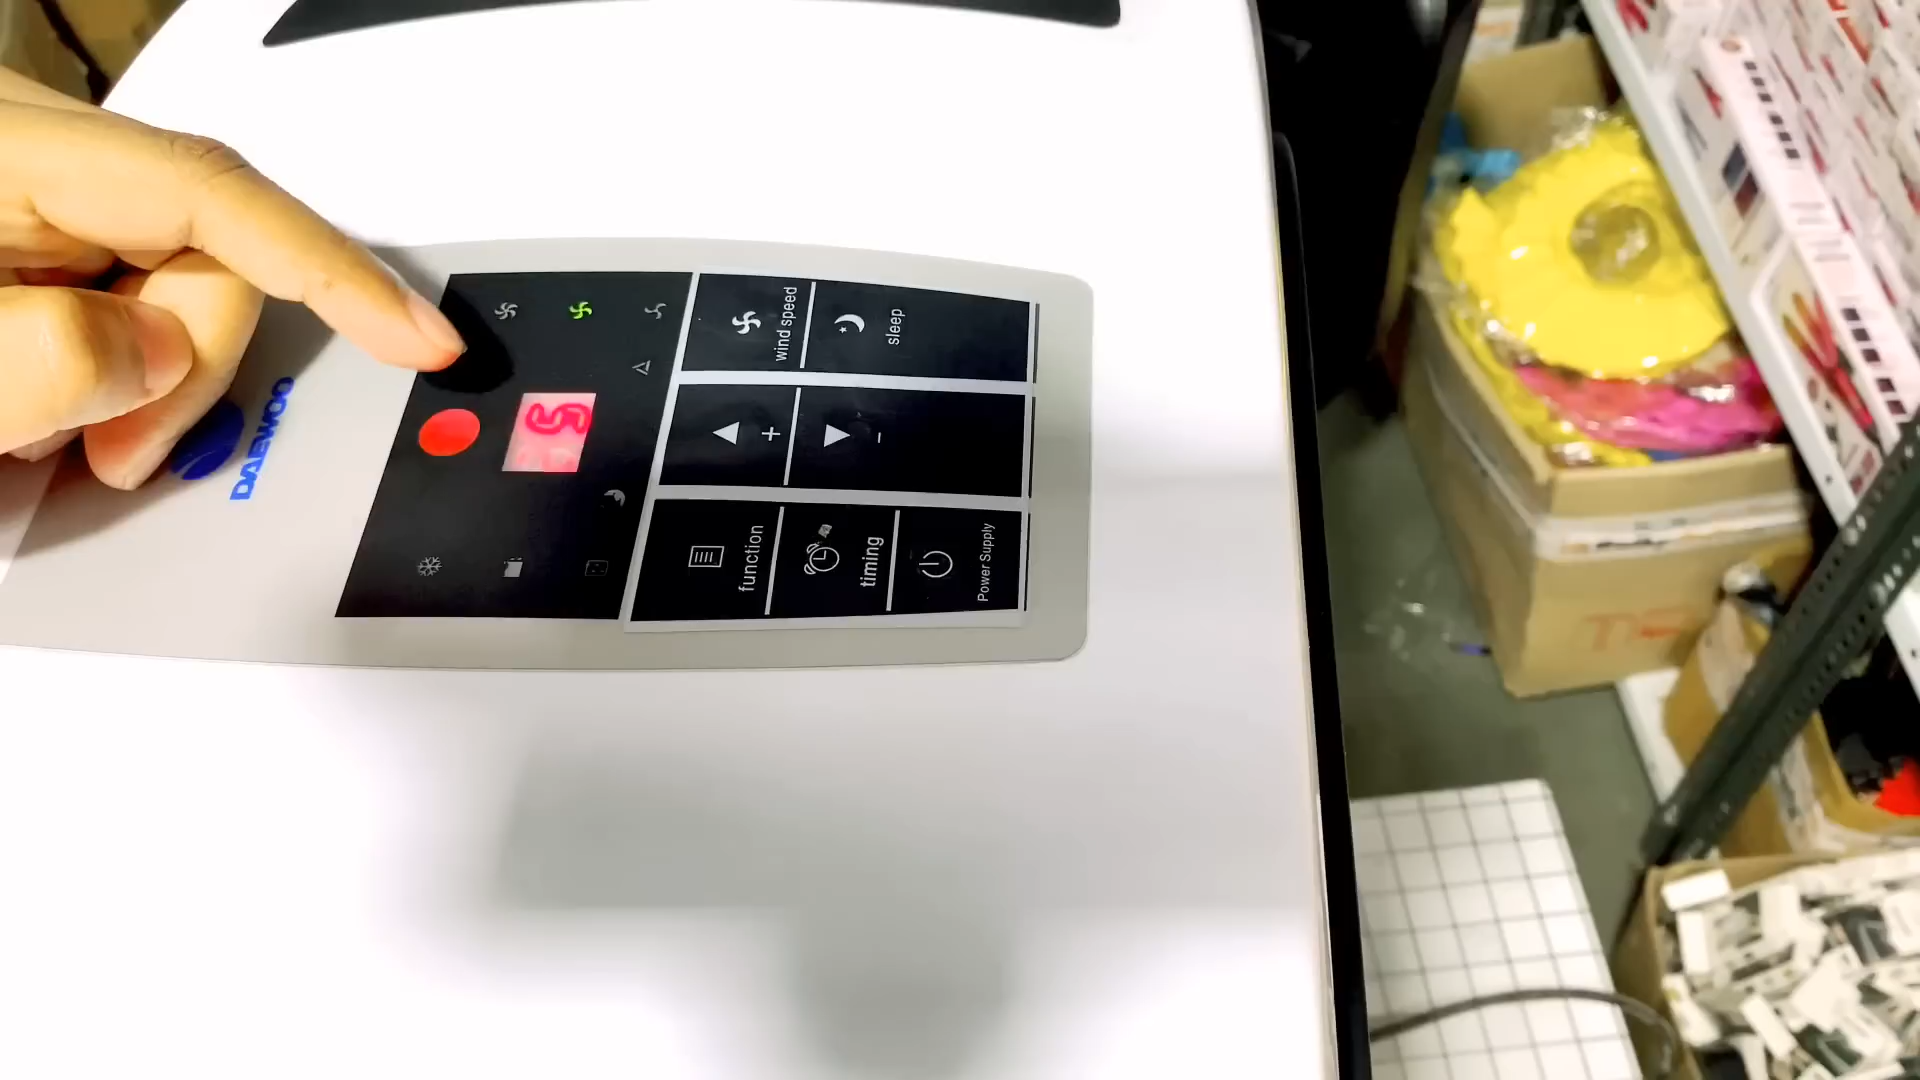 DAEWOO
wind speed
sleep
+
-
function
timing
Power Supply